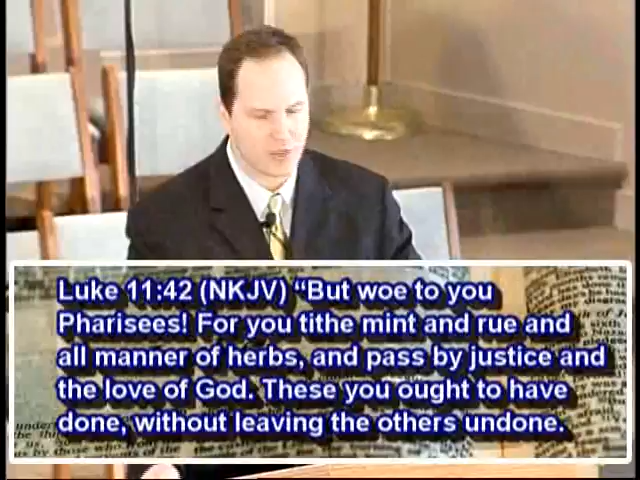 Luke 11:42 (NKJV) “But woe to you
Pharisees! For you tithe mint and rue and
all manner of herbs, and pass by justice and
the love of God. These you ought to have
done, without leaving the others undone.